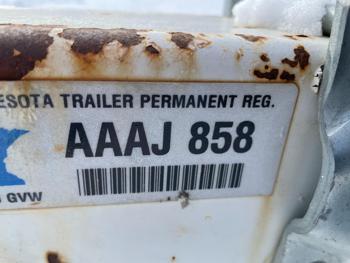 ESOTA TRAILER PERMANENT REG.
AAAJ 858
GVW